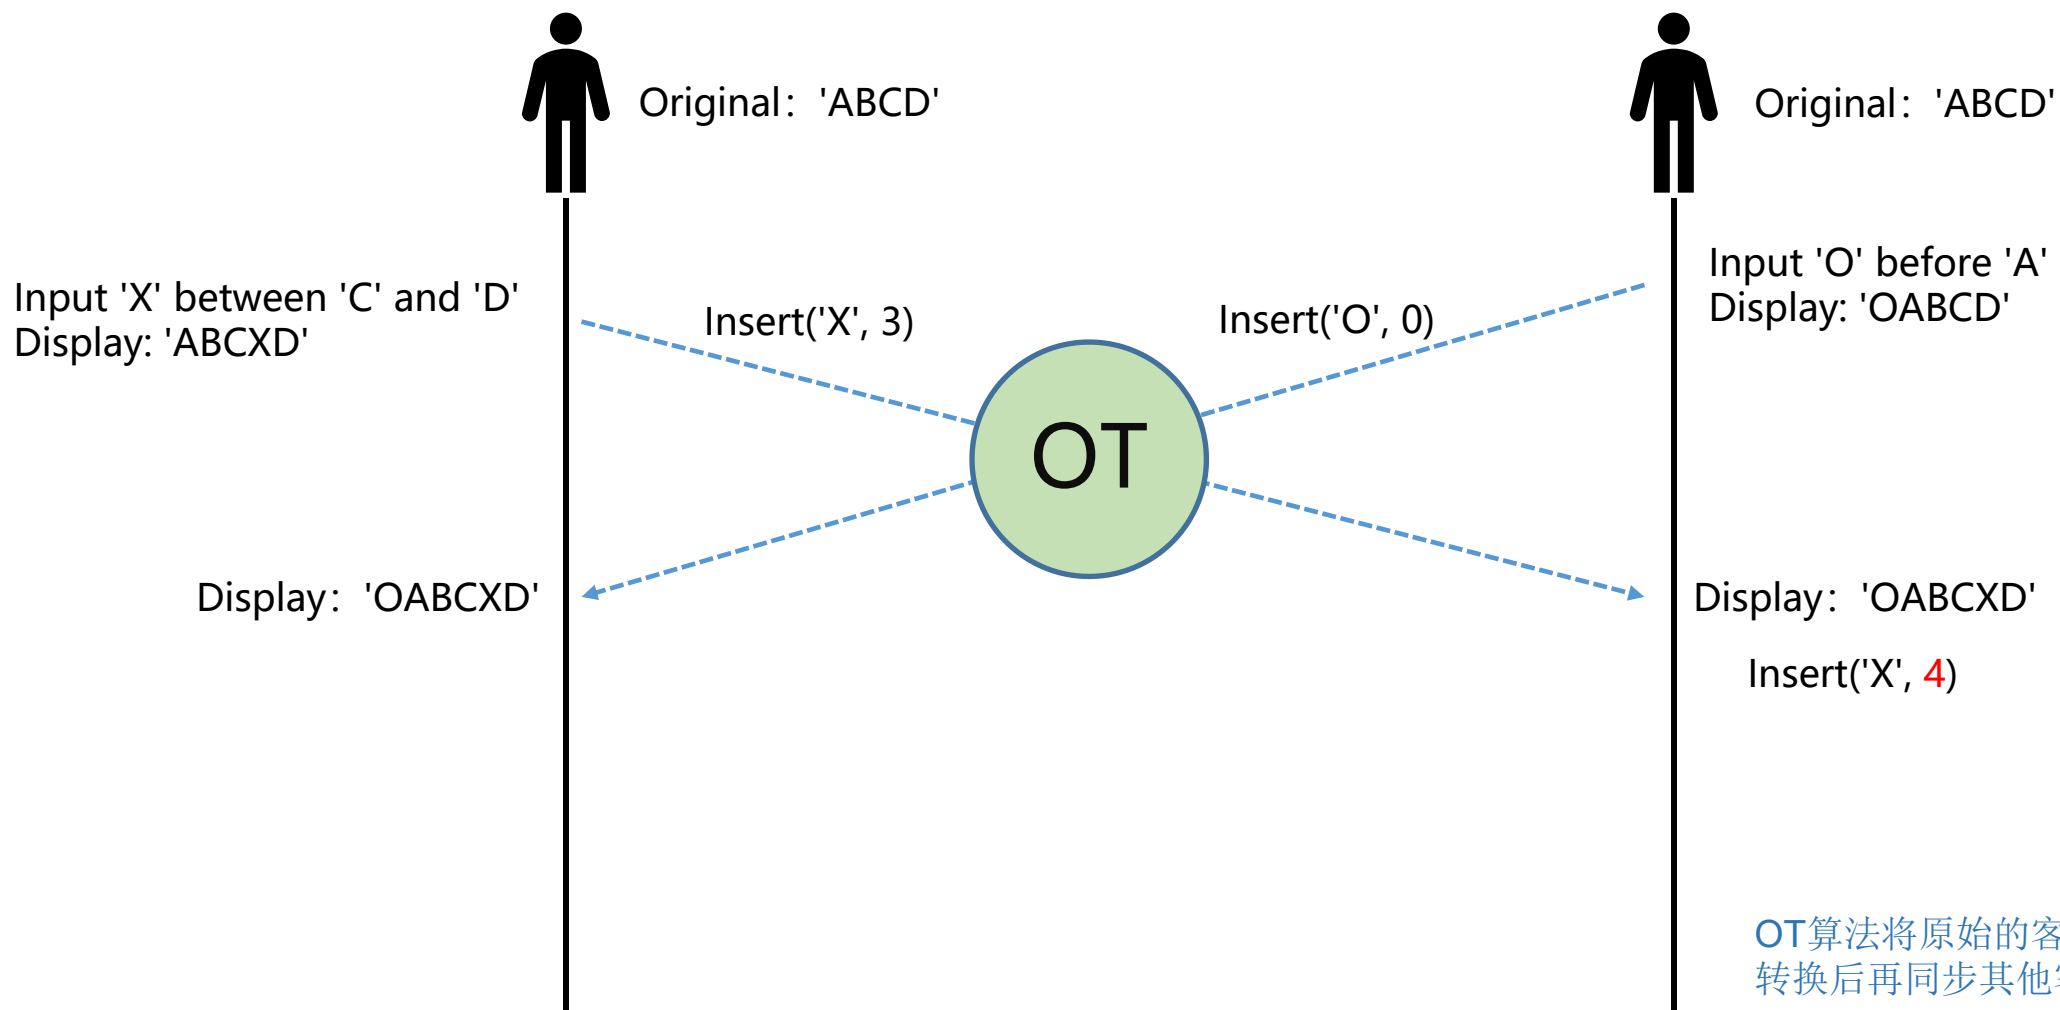 Original：'ABCD'
Original：'ABCD'
Input 'X' between 'C' and 'D'
Display: 'ABCXD'
Insert('X', 3)
Insert('O', 0)
Input 'O' before 'A'
Display: 'OABCD'
OT
Display：'OABCXD'
Display：'OABCXD'
Insert('X', 4)
OT算法将原始的客
转换后再同步其他